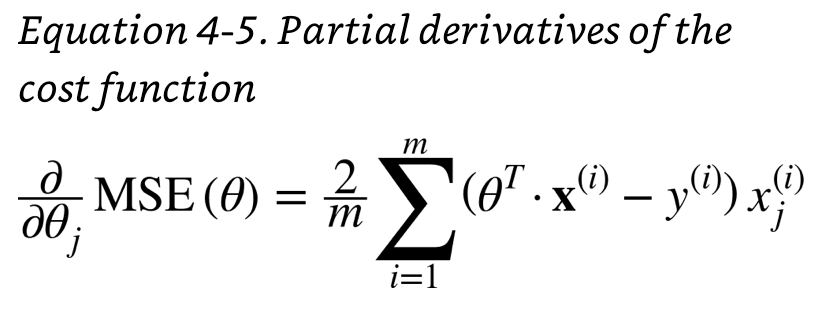 Equation 4-5. Partial derivatives of the
cost function
∂/∂θ_j MSE (θ) = 2/m ∑_{i=1}^{m} (θ^T · x^(i) − y^(i)) x_j^(i)